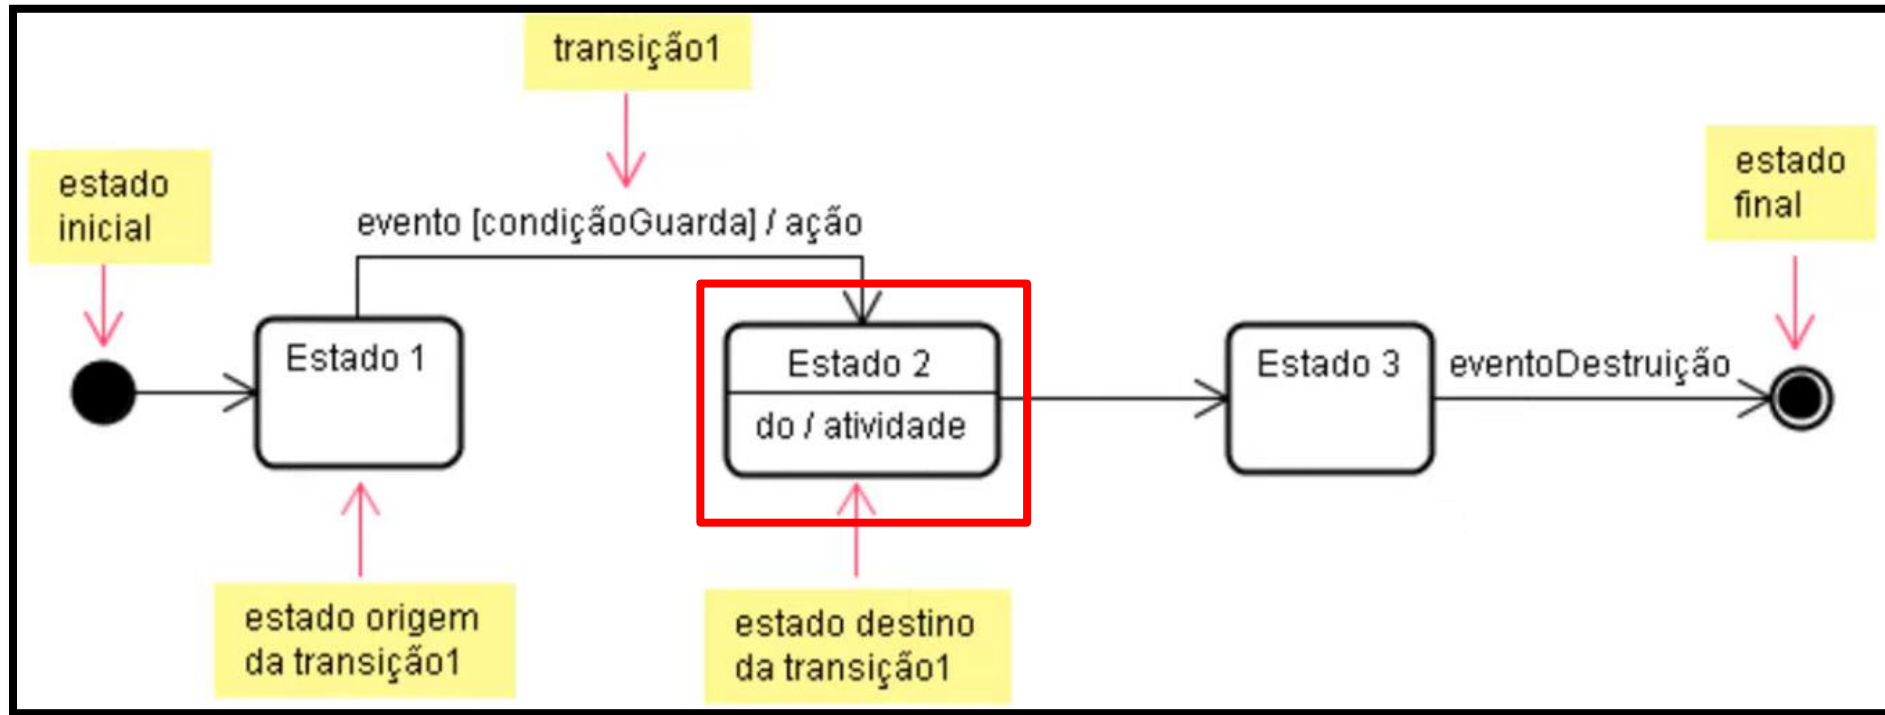 transição1
estado
inicial
estado
final
evento [condiçãoGuarda] / ação
Estado 1
Estado 2
do / atividade
Estado 3
eventoDestruição
estado origem
da transição1
estado destino
da transição1